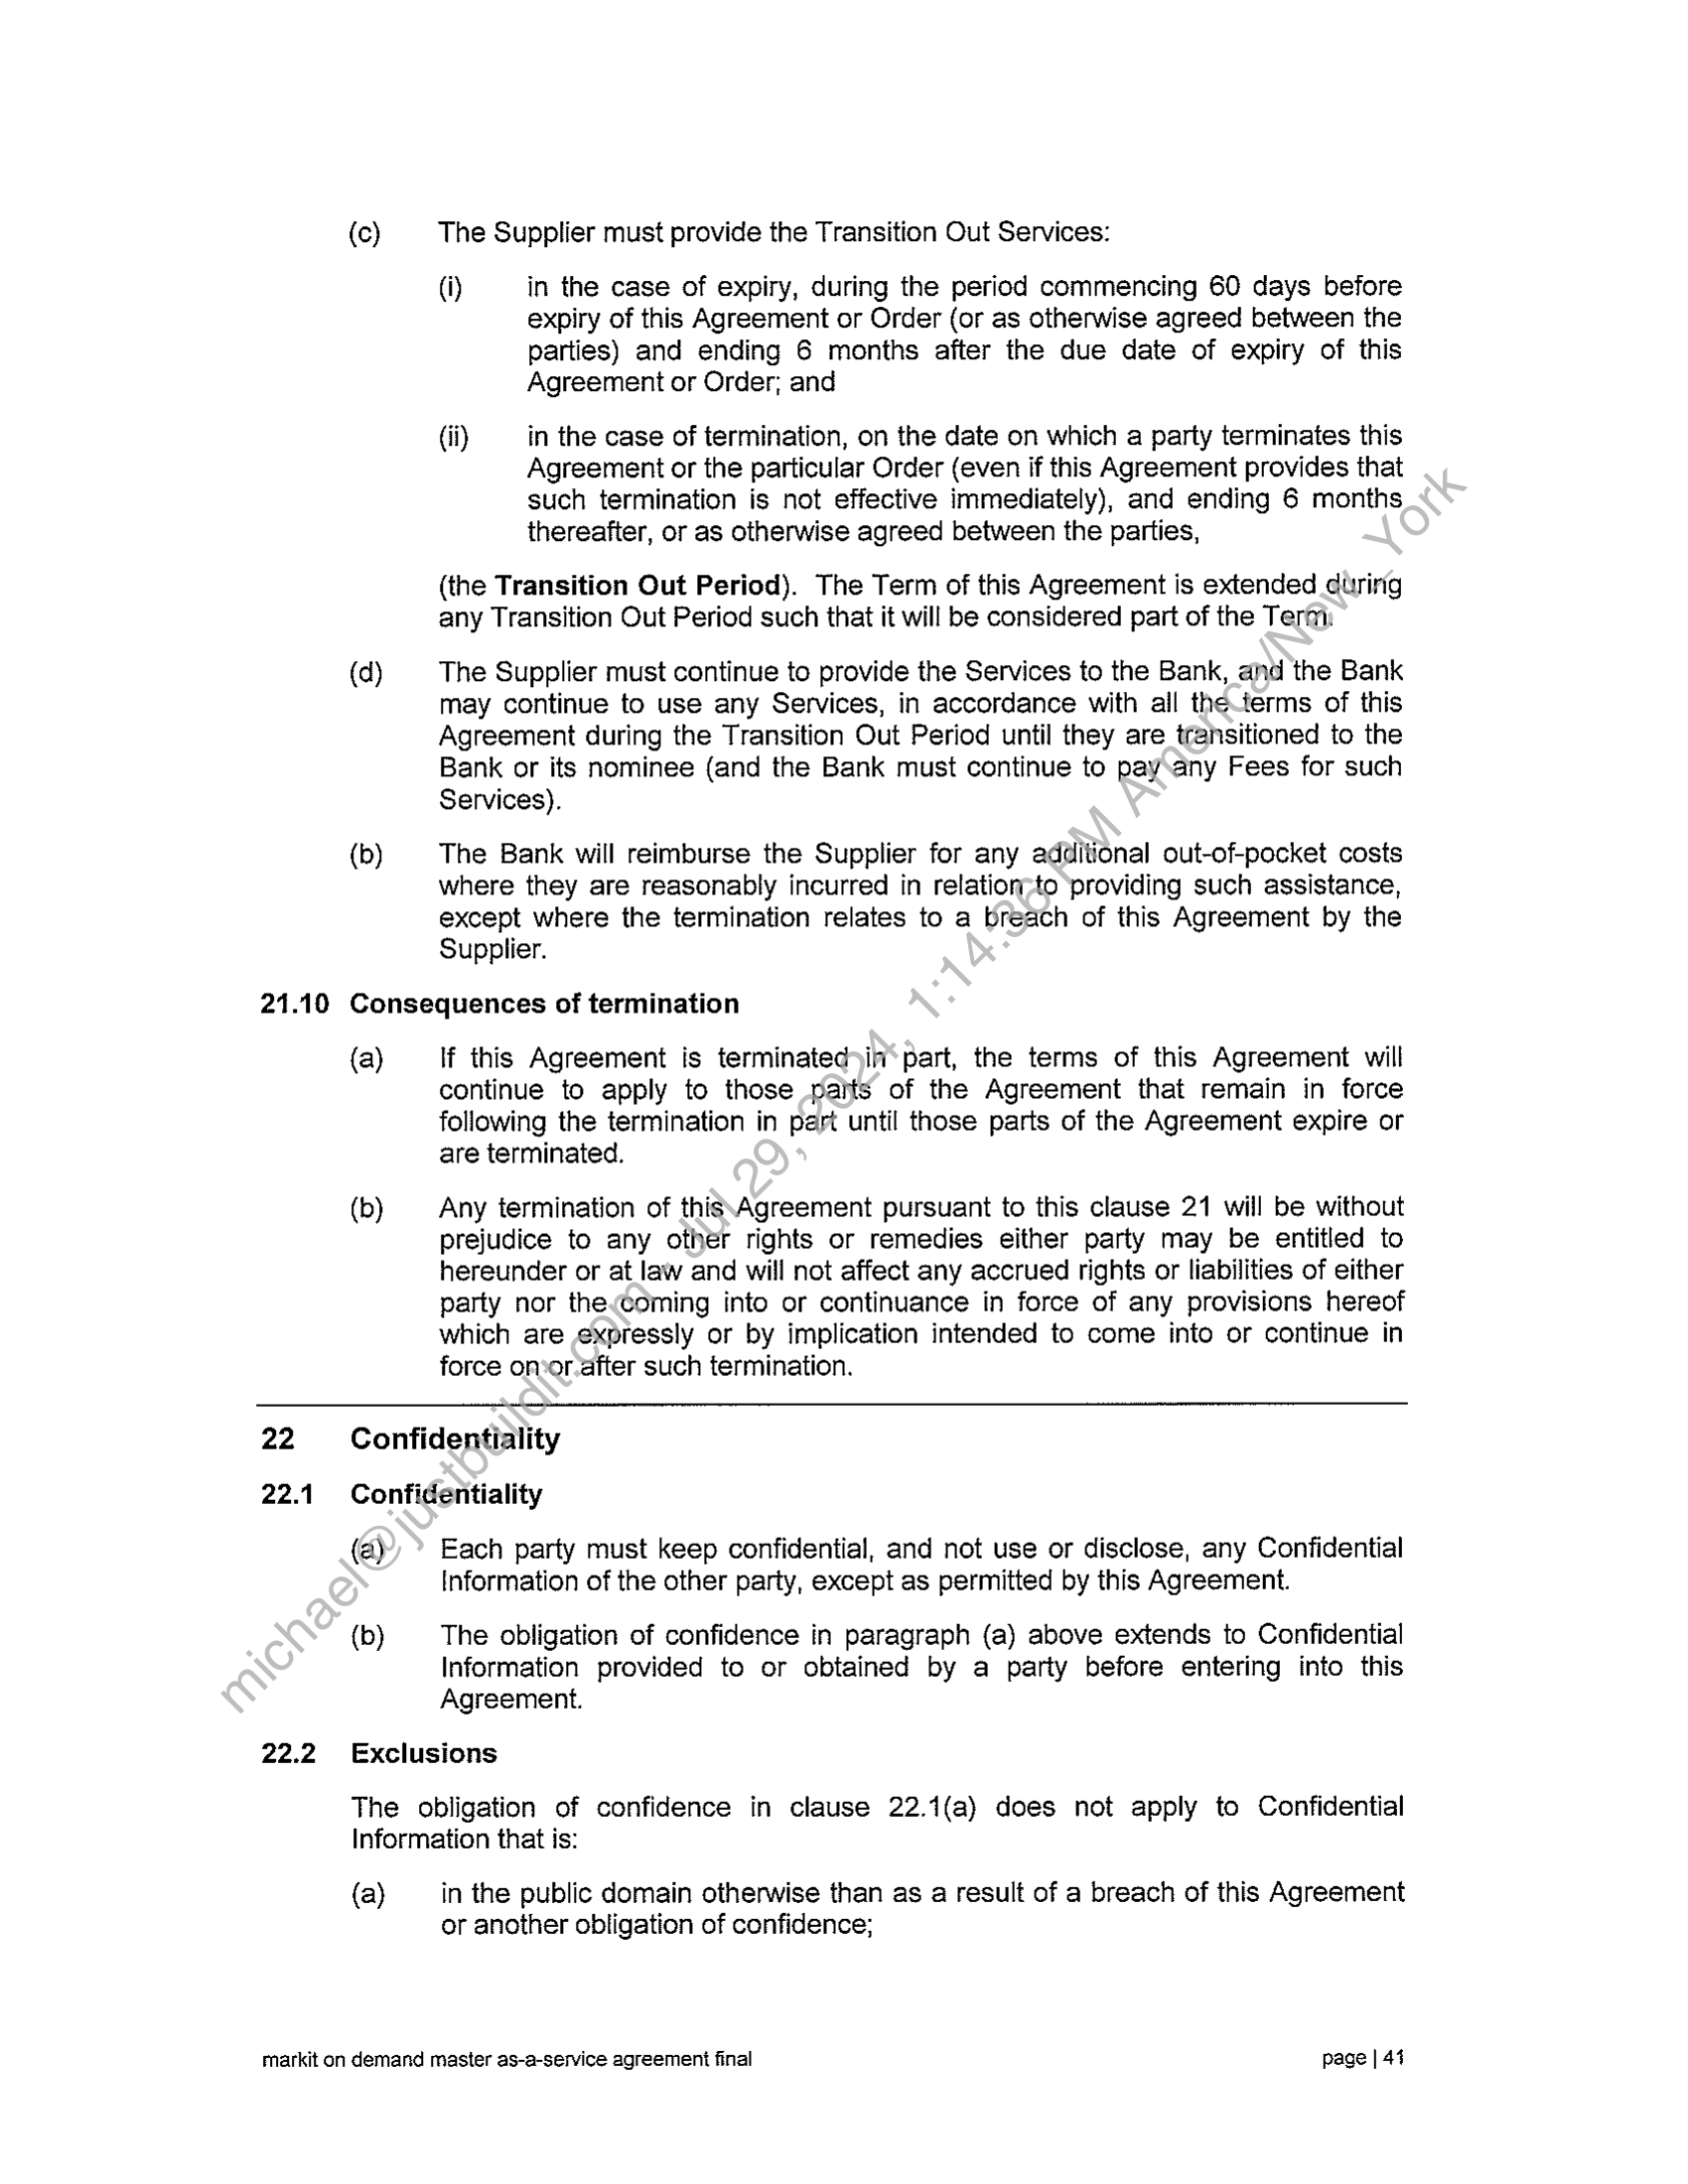 (c) The Supplier must provide the Transition Out Services:
(i) in the case of expiry, during the period commencing 60 days before
expiry of this Agreement or Order (or as otherwise agreed between the
parties) and ending 6 months after the due date of expiry of this
Agreement or Order; and
(ii) in the case of termination, on the date on which a party terminates this
Agreement or the particular Order (even if this Agreement provides that
such termination is not effective immediately), and ending 6 months
thereafter, or as otherwise agreed between the parties,
(the Transition Out Period). The Term of this Agreement is extended during
any Transition Out Period such that it will be considered part of the Term.
(d) The Supplier must continue to provide the Services to the Bank, and the Bank
may continue to use any Services, in accordance with all the terms of this
Agreement during the Transition Out Period until they are transitioned to the
Bank or its nominee (and the Bank must continue to pay any Fees for such
Services).
(b) The Bank will reimburse the Supplier for any additional out-of-pocket costs
where they are reasonably incurred in relation to providing such assistance,
except where the termination relates to a breach of this Agreement by the
Supplier.
21.10 Consequences of termination
(a) If this Agreement is terminated in part, the terms of this Agreement will
continue to apply to those parts of the Agreement that remain in force
following the termination in part until those parts of the Agreement expire or
are terminated.
(b) Any termination of this Agreement pursuant to this clause 21 will be without
prejudice to any other rights or remedies either party may be entitled to
hereunder or at law and will not affect any accrued rights or liabilities of either
party nor the coming into or continuance in force of any provisions hereof
which are expressly or by implication intended to come into or continue in
force on or after such termination.
22 Confidentiality
22.1 Confidentiality
(a) Each party must keep confidential, and not use or disclose, any Confidential
Information of the other party, except as permitted by this Agreement.
(b) The obligation of confidence in paragraph (a) above extends to Confidential
Information provided to or obtained by a party before entering into this
Agreement.
22.2 Exclusions
The obligation of confidence in clause 22.1(a) does not apply to Confidential
Information that is:
(a) in the public domain otherwise than as a result of a breach of this Agreement
or another obligation of confidence;
markit on demand master as-a-service agreement final page | 41
michael@justbuildit.com - Jul 29, 2024, 1:14:36 PM America/New_York